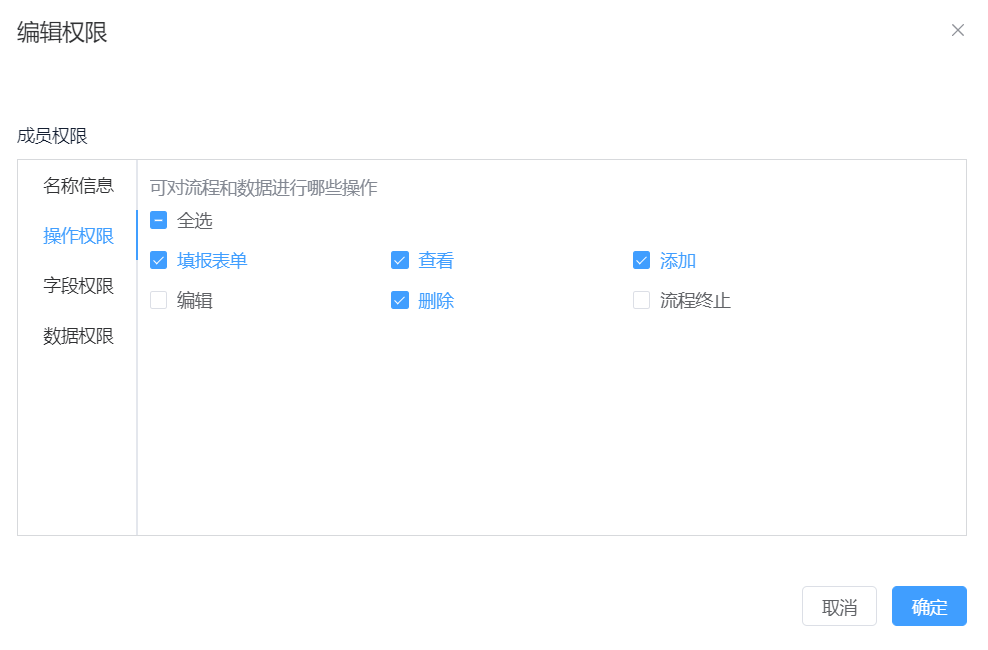 编辑权限
成员权限
名称信息
操作权限
字段权限
数据权限
可对流程和数据进行哪些操作
全选
填报表单 查看 添加
编辑 删除 流程终止
取消 确定